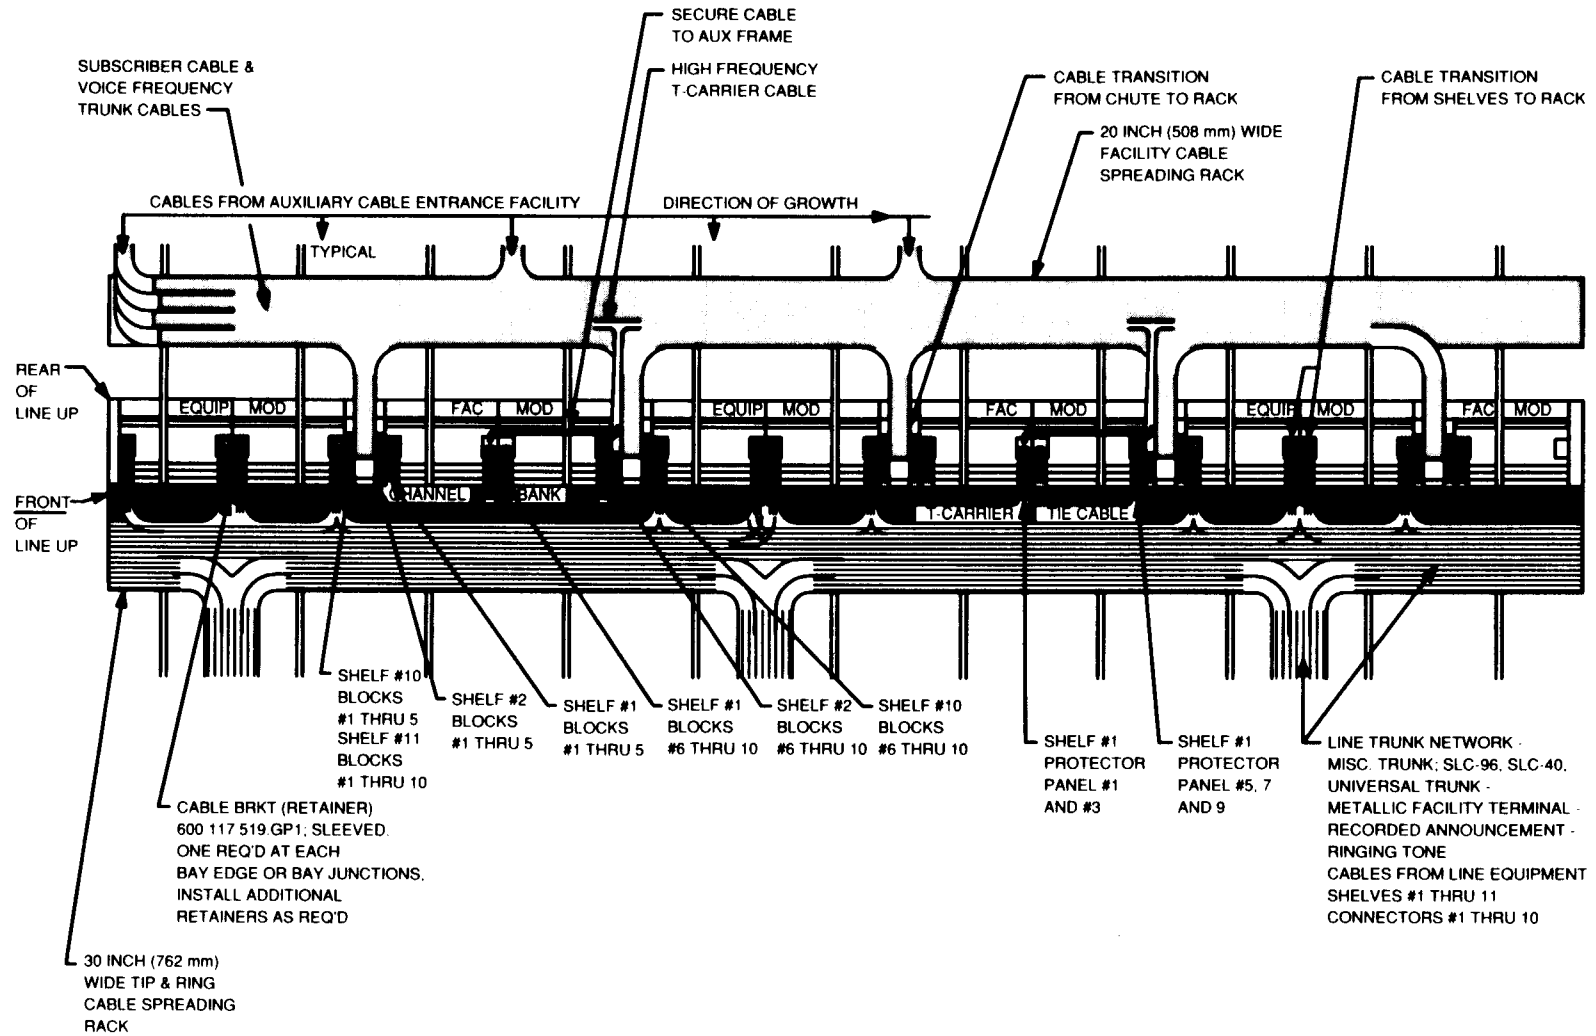 SECURE CABLE
TO AUX FRAME
SUBSCRIBER CABLE &
VOICE FREQUENCY
TRUNK CABLES
HIGH FREQUENCY
T-CARRIER CABLE
CABLE TRANSITION
FROM CHUTE TO RACK
CABLE TRANSITION
FROM SHELVES TO RACK
20 INCH (508 mm) WIDE
FACILITY CABLE
SPREADING RACK
CABLES FROM AUXILIARY CABLE ENTRANCE FACILITY
DIRECTION OF GROWTH
TYPICAL
REAR
OF
LINE UP
EQUIP MOD
FAC MOD
EQUIP MOD
FAC MOD
EQUIP MOD
FAC MOD
FRONT
OF
LINE UP
CHANNEL BANK
T-CARRIER TIE CABLE
SHELF #10
BLOCKS
#1 THRU 5
SHELF #11
BLOCKS
#1 THRU 10
SHELF #2
BLOCKS
#1 THRU 5
SHELF #1
BLOCKS
#1 THRU 5
SHELF #1
BLOCKS
#6 THRU 10
SHELF #2
BLOCKS
#6 THRU 10
SHELF #10
BLOCKS
#6 THRU 10
SHELF #1
PROTECTOR
PANEL #1
AND #3
SHELF #1
PROTECTOR
PANEL #5, 7
AND 9
LINE TRUNK NETWORK -
MISC. TRUNK; SLC-96, SLC-40,
UNIVERSAL TRUNK -
METALLIC FACILITY TERMINAL -
RECORDED ANNOUNCEMENT -
RINGING TONE
CABLES FROM LINE EQUIPMENT
SHELVES #1 THRU 11
CONNECTORS #1 THRU 10
CABLE BRKT (RETAINER)
600 117 519.GP1; SLEEVED.
ONE REQ'D AT EACH
BAY EDGE OR BAY JUNCTIONS,
INSTALL ADDITIONAL
RETAINERS AS REQ'D
30 INCH (762 mm)
WIDE TIP & RING
CABLE SPREADING
RACK